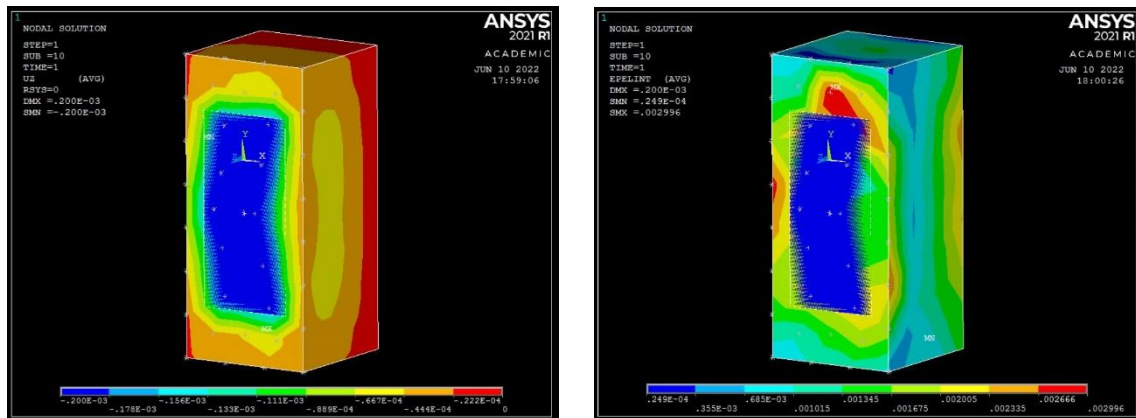 1
NODAL SOLUTION
STEP=1
SUB =10
TIME=1
UZ (AVG)
RSYS=0
DMX =.200E-03
SMN =-.200E-03
ANSYS
2021 R1
ACADEMIC
JUN 10 2022
17:59:06
MN
Y
X
MX
-.200E-03 -.156E-03 -.111E-03 -.667E-04 -.222E-04
-.178E-03 -.133E-03 -.889E-04 -.444E-04 0
1
NODAL SOLUTION
STEP=1
SUB =10
TIME=1
EPELINT (AVG)
DMX =.200E-03
SMN =.249E-04
SMX =.002996
ANSYS
2021 R1
ACADEMIC
JUN 10 2022
18:00:26
MX
Y
X
MN
.249E-04 .685E-03 .001345 .002005 .002666
.355E-03 .001015 .001675 .002335 .002996